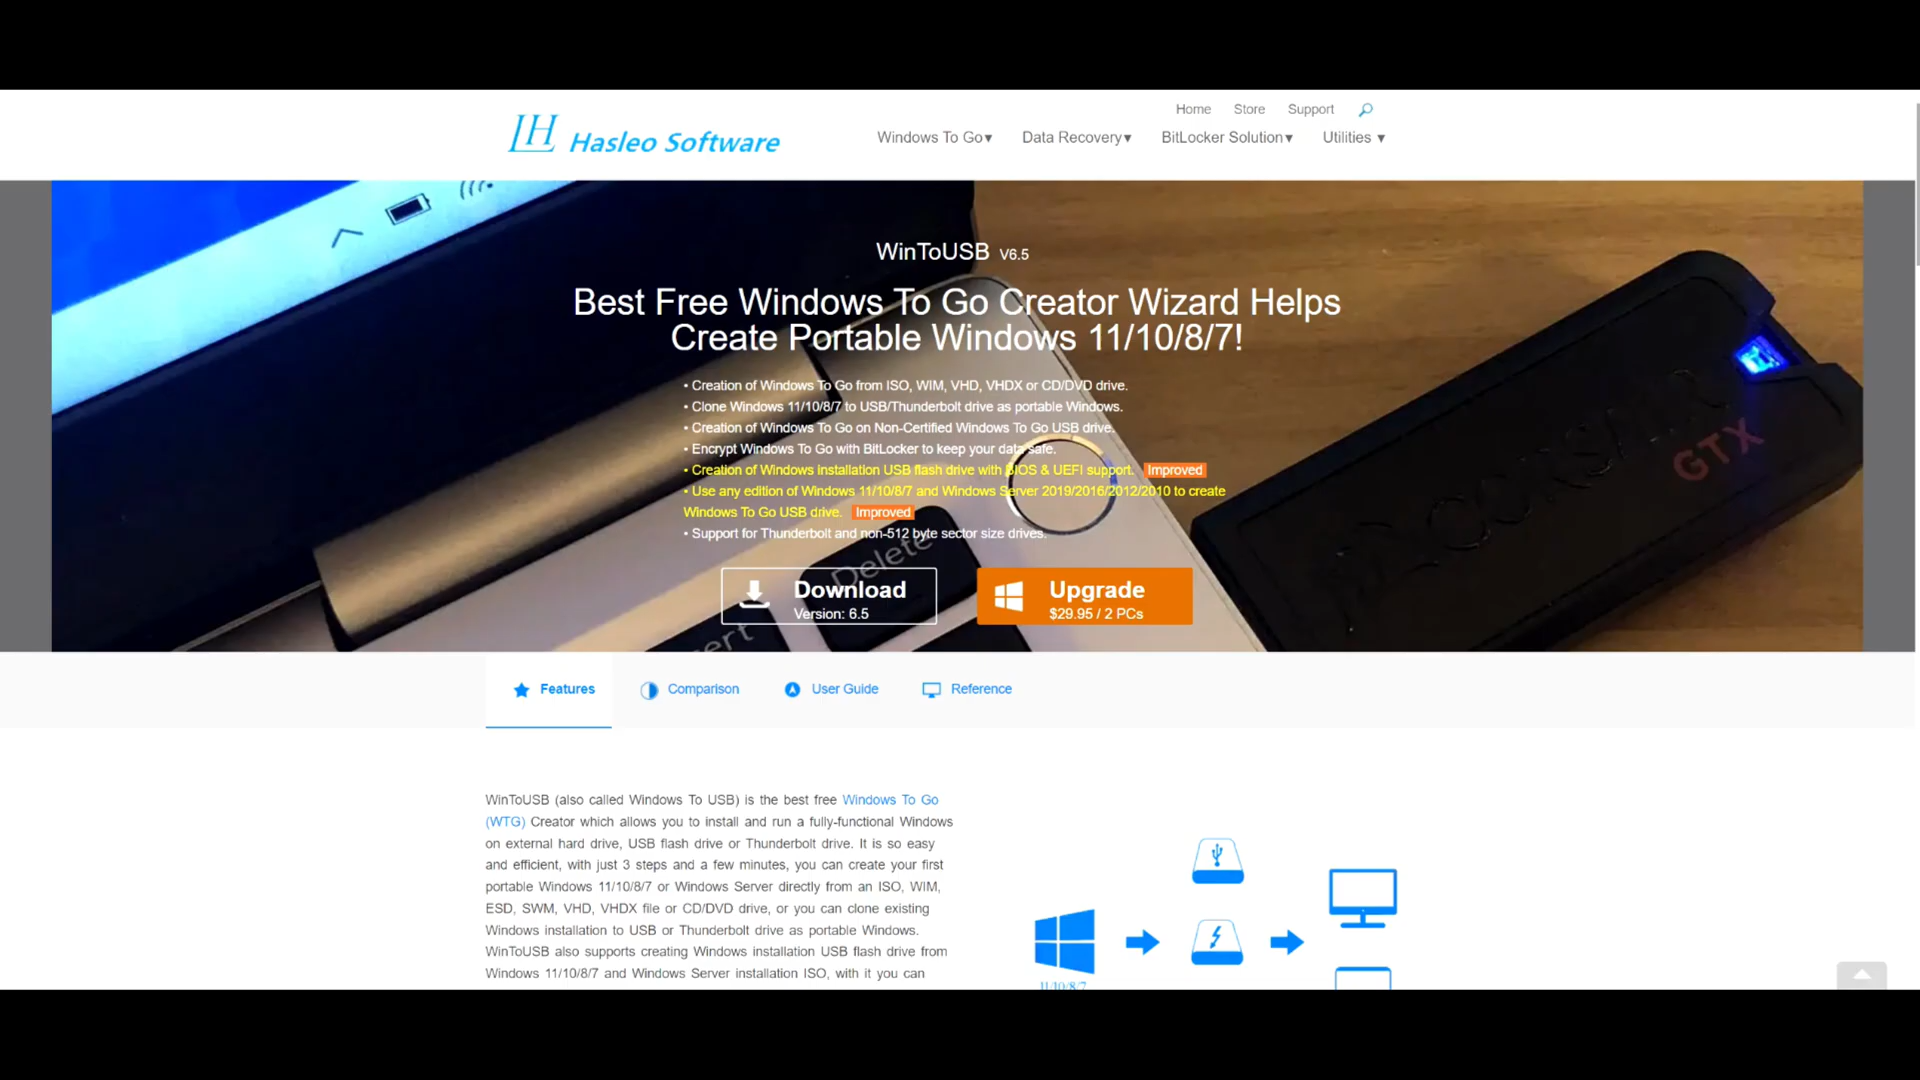 Home Store Support
LH Hasleo Software
Windows To Go▾ Data Recovery▾ BitLocker Solution▾ Utilities ▾
WinToUSB V6.5
Best Free Windows To Go Creator Wizard Helps
Create Portable Windows 11/10/8/7!
• Creation of Windows To Go from ISO, WIM, VHD, VHDX or CD/DVD drive.
• Clone Windows 11/10/8/7 to USB/Thunderbolt drive as portable Windows.
• Creation of Windows To Go on Non-Certified Windows To Go USB drive.
• Encrypt Windows To Go with BitLocker to keep your data safe.
• Creation of Windows installation USB flash drive with BIOS & UEFI support. Improved
• Use any edition of Windows 11/10/8/7 and Windows Server 2019/2016/2012/2010 to create
Windows To Go USB drive. Improved
• Support for Thunderbolt and non-512 byte sector size drives.
CORSAIR
GTX
Delete
Download
Version: 6.5
Upgrade
$29.95 / 2 PCs
Features Comparison User Guide Reference
WinToUSB (also called Windows To USB) is the best free Windows To Go
(WTG) Creator which allows you to install and run a fully-functional Windows
on external hard drive, USB flash drive or Thunderbolt drive. It is so easy
and efficient, with just 3 steps and a few minutes, you can create your first
portable Windows 11/10/8/7 or Windows Server directly from an ISO, WIM,
ESD, SWM, VHD, VHDX file or CD/DVD drive, or you can clone existing
Windows installation to USB or Thunderbolt drive as portable Windows.
WinToUSB also supports creating Windows installation USB flash drive from
Windows 11/10/8/7 and Windows Server installation ISO, with it you can
11/10/8/7